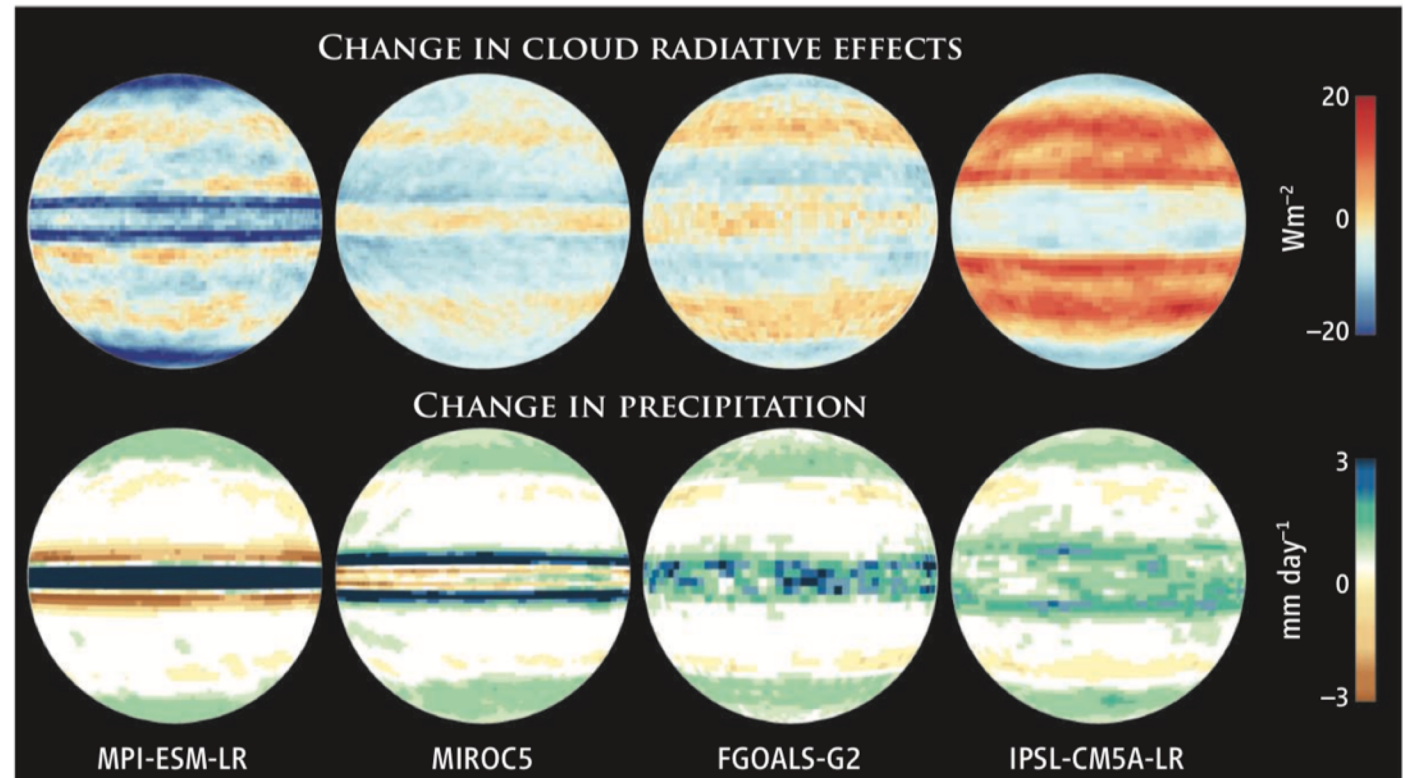 CHANGE IN CLOUD RADIATIVE EFFECTS
20
0
−20
Wm⁻²
CHANGE IN PRECIPITATION
3
0
−3
mm day⁻¹
MPI-ESM-LR MIROC5 FGOALS-G2 IPSL-CM5A-LR